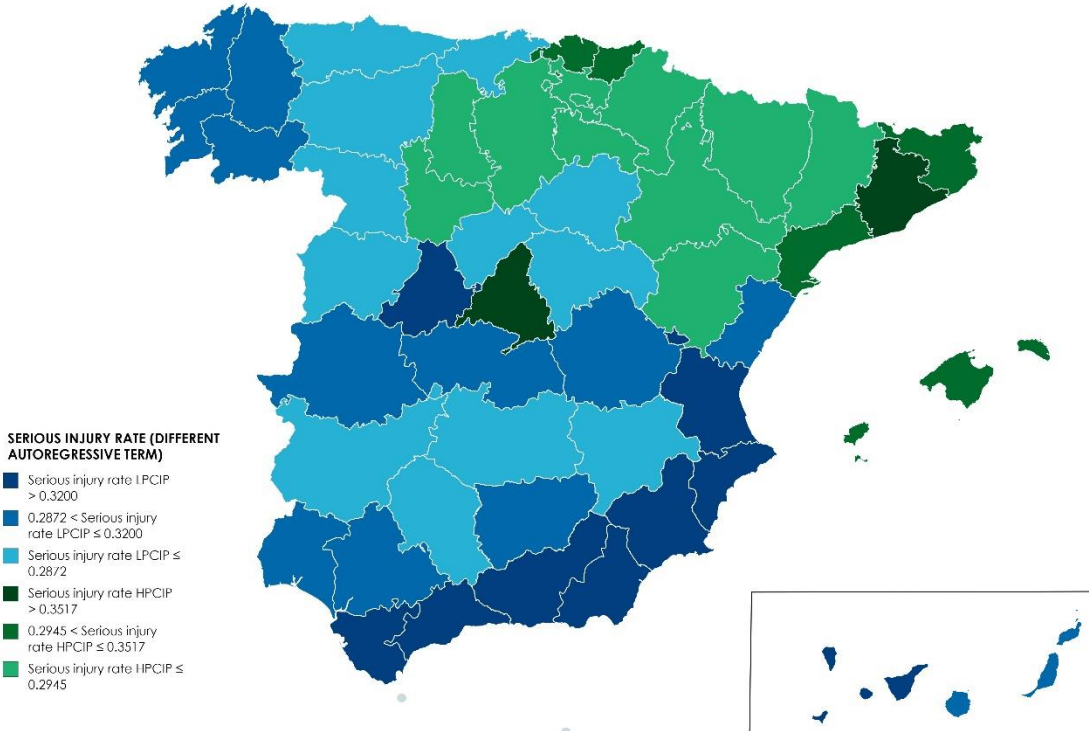 SERIOUS INJURY RATE (DIFFERENT
AUTOREGRESSIVE TERM)
Serious injury rate LPCIP
> 0.3200
0.2872 < Serious injury
rate LPCIP ≤ 0.3200
Serious injury rate LPCIP ≤
0.2872
Serious injury rate HPCIP
> 0.3517
0.2945 < Serious injury
rate HPCIP ≤ 0.3517
Serious injury rate HPCIP ≤
0.2945